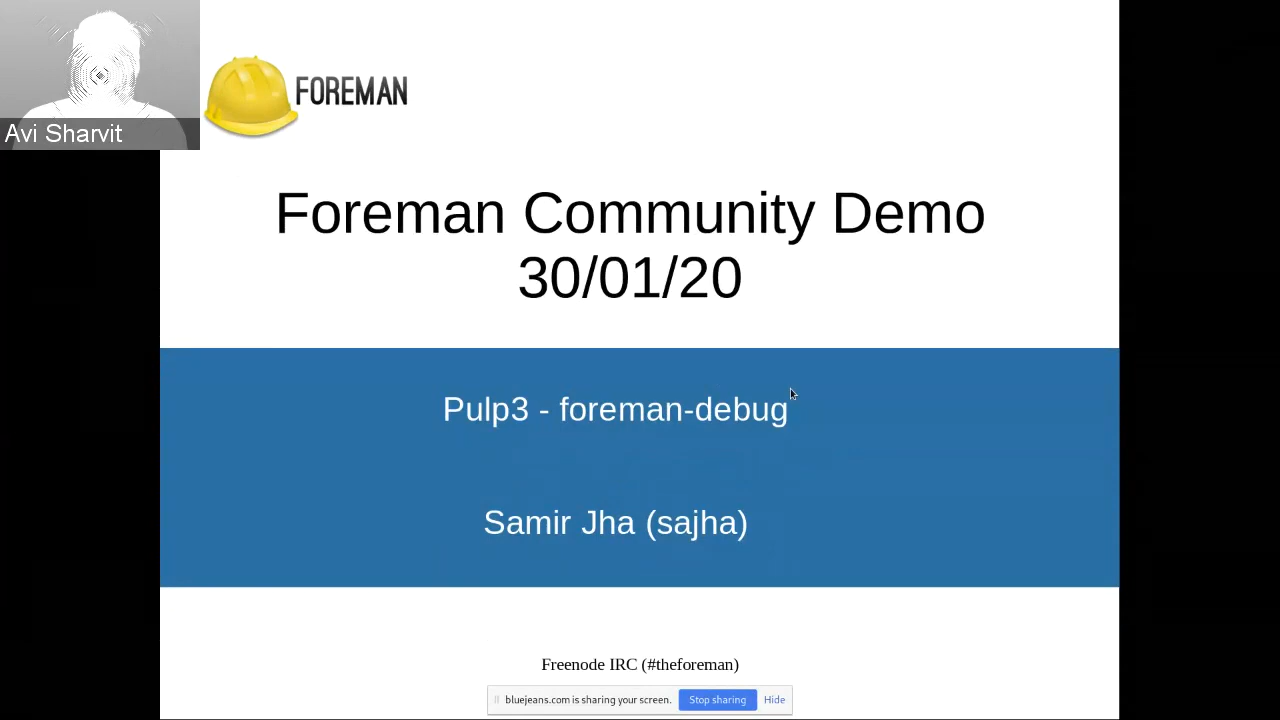 Avi Sharvit
FOREMAN
Foreman Community Demo
30/01/20
Pulp3 - foreman-debug
Samir Jha (sajha)
Freenode IRC (#theforeman)
bluejeans.com is sharing your screen. Stop sharing Hide